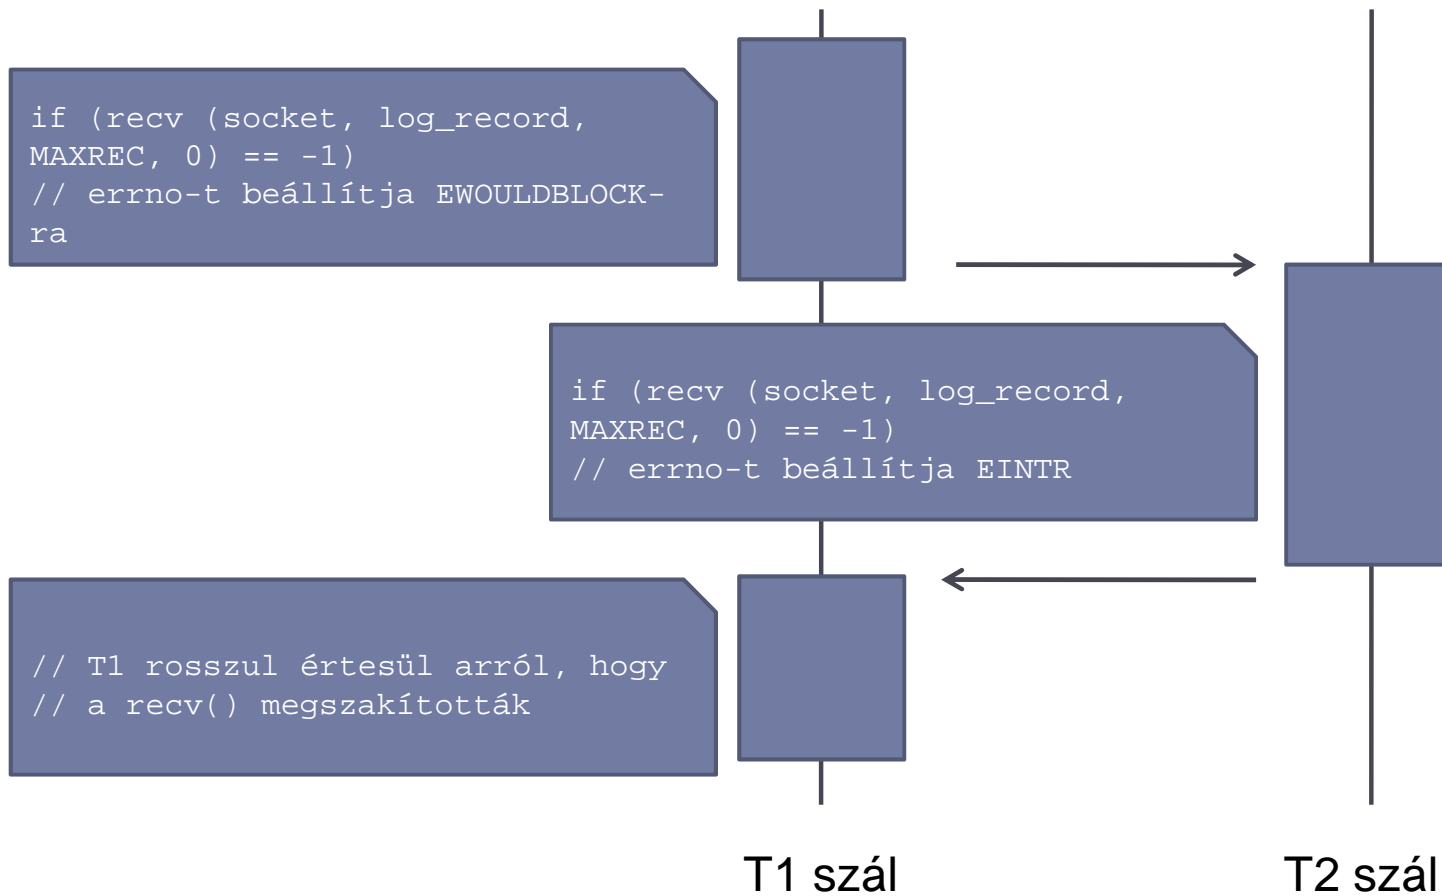 if (recv (socket, log_record,
MAXREC, 0) == -1)
// errno-t beállítja EWOULDBLOCK-
ra
if (recv (socket, log_record,
MAXREC, 0) == -1)
// errno-t beállítja EINTR
// T1 rosszul értesül arról, hogy
// a recv() megszakították
T1 szál
T2 szál